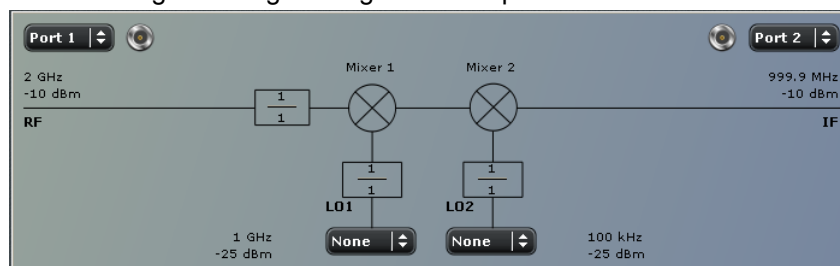 Port 1
Port 2
2 GHz
-10 dBm
RF
1
1
Mixer 1
Mixer 2
999.9 MHz
-10 dBm
IF
1
1
LO1
1
1
LO2
1 GHz
-25 dBm
None
None
100 kHz
-25 dBm